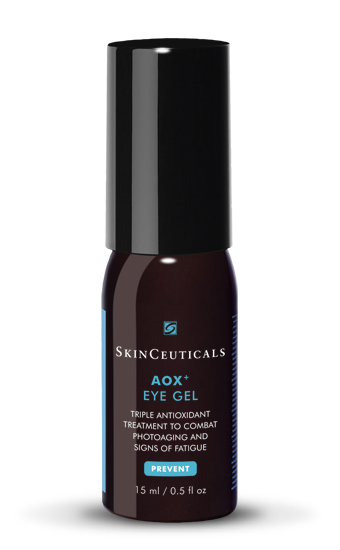 SKINCEUTICALS
AOX+
EYE GEL
TRIPLE ANTIOXIDANT
TREATMENT TO COMBAT
PHOTOAGING AND
SIGNS OF FATIGUE
PREVENT
15 ml / 0.5 fl oz